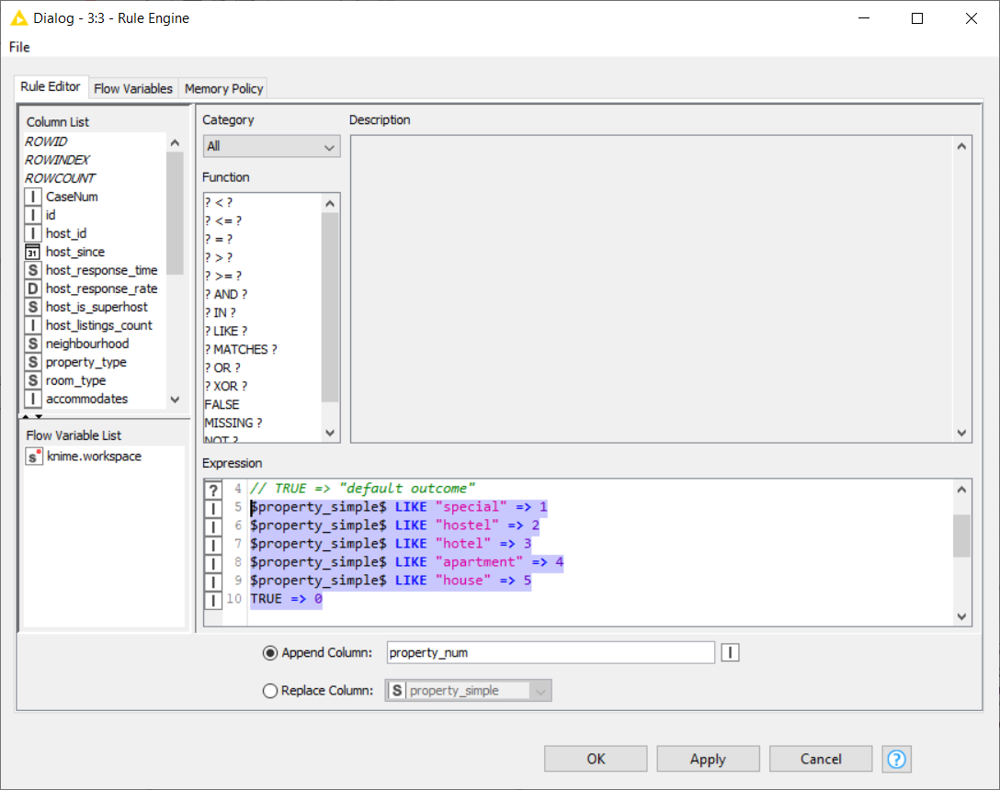 Dialog - 3:3 - Rule Engine
File
Rule Editor
Flow Variables
Memory Policy
Column List
ROWID
ROWINDEX
ROWCOUNT
I CaseNum
I id
I host_id
31 host_since
S host_response_time
D host_response_rate
S host_is_superhost
I host_listings_count
S neighbourhood
S property_type
S room_type
I accommodates
Flow Variable List
s knime.workspace
Category
All
Function
? < ?
? <= ?
? = ?
? > ?
? >= ?
? AND ?
? IN ?
? LIKE ?
? MATCHES ?
? OR ?
? XOR ?
FALSE
MISSING ?
NOT ?
Description
Expression
? 4 // TRUE => "default outcome"
I 5 $property_simple$ LIKE "special" => 1
I 6 $property_simple$ LIKE "hostel" => 2
I 7 $property_simple$ LIKE "hotel" => 3
I 8 $property_simple$ LIKE "apartment" => 4
I 9 $property_simple$ LIKE "house" => 5
I 10 TRUE => 0
Append Column: property_num I
Replace Column: S property_simple
OK
Apply
Cancel
?